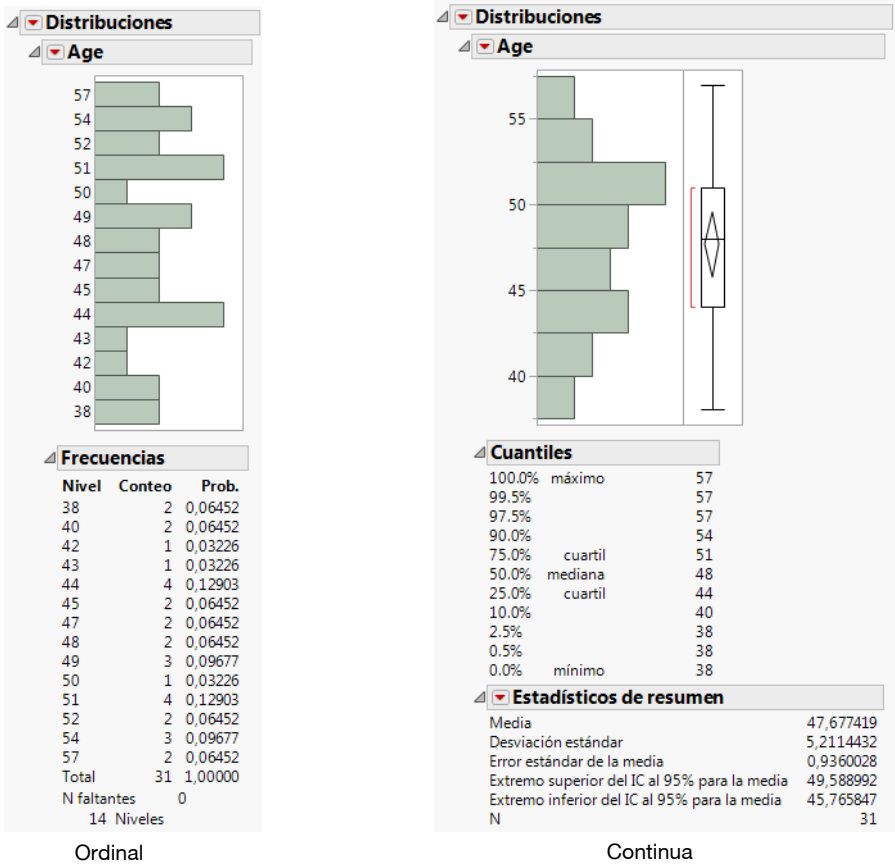 Distribuciones
Age
57
54
52
51
50
49
48
47
45
44
43
42
40
38
Frecuencias
Nivel Conteo Prob.
38 2 0,06452
40 2 0,06452
42 1 0,03226
43 1 0,03226
44 4 0,12903
45 2 0,06452
47 2 0,06452
48 2 0,06452
49 3 0,09677
50 1 0,03226
51 4 0,12903
52 2 0,06452
54 3 0,09677
57 2 0,06452
Total 31 1,00000
N faltantes 0
14 Niveles
Ordinal
Distribuciones
Age
55
50
45
40
Cuantiles
100.0% máximo 57
99.5% 57
97.5% 57
90.0% 54
75.0% cuartil 51
50.0% mediana 48
25.0% cuartil 44
10.0% 40
2.5% 38
0.5% 38
0.0% mínimo 38
Estadísticos de resumen
Media 47,677419
Desviación estándar 5,2114432
Error estándar de la media 0,9360028
Extremo superior del IC al 95% para la media 49,588992
Extremo inferior del IC al 95% para la media 45,765847
N 31
Continua